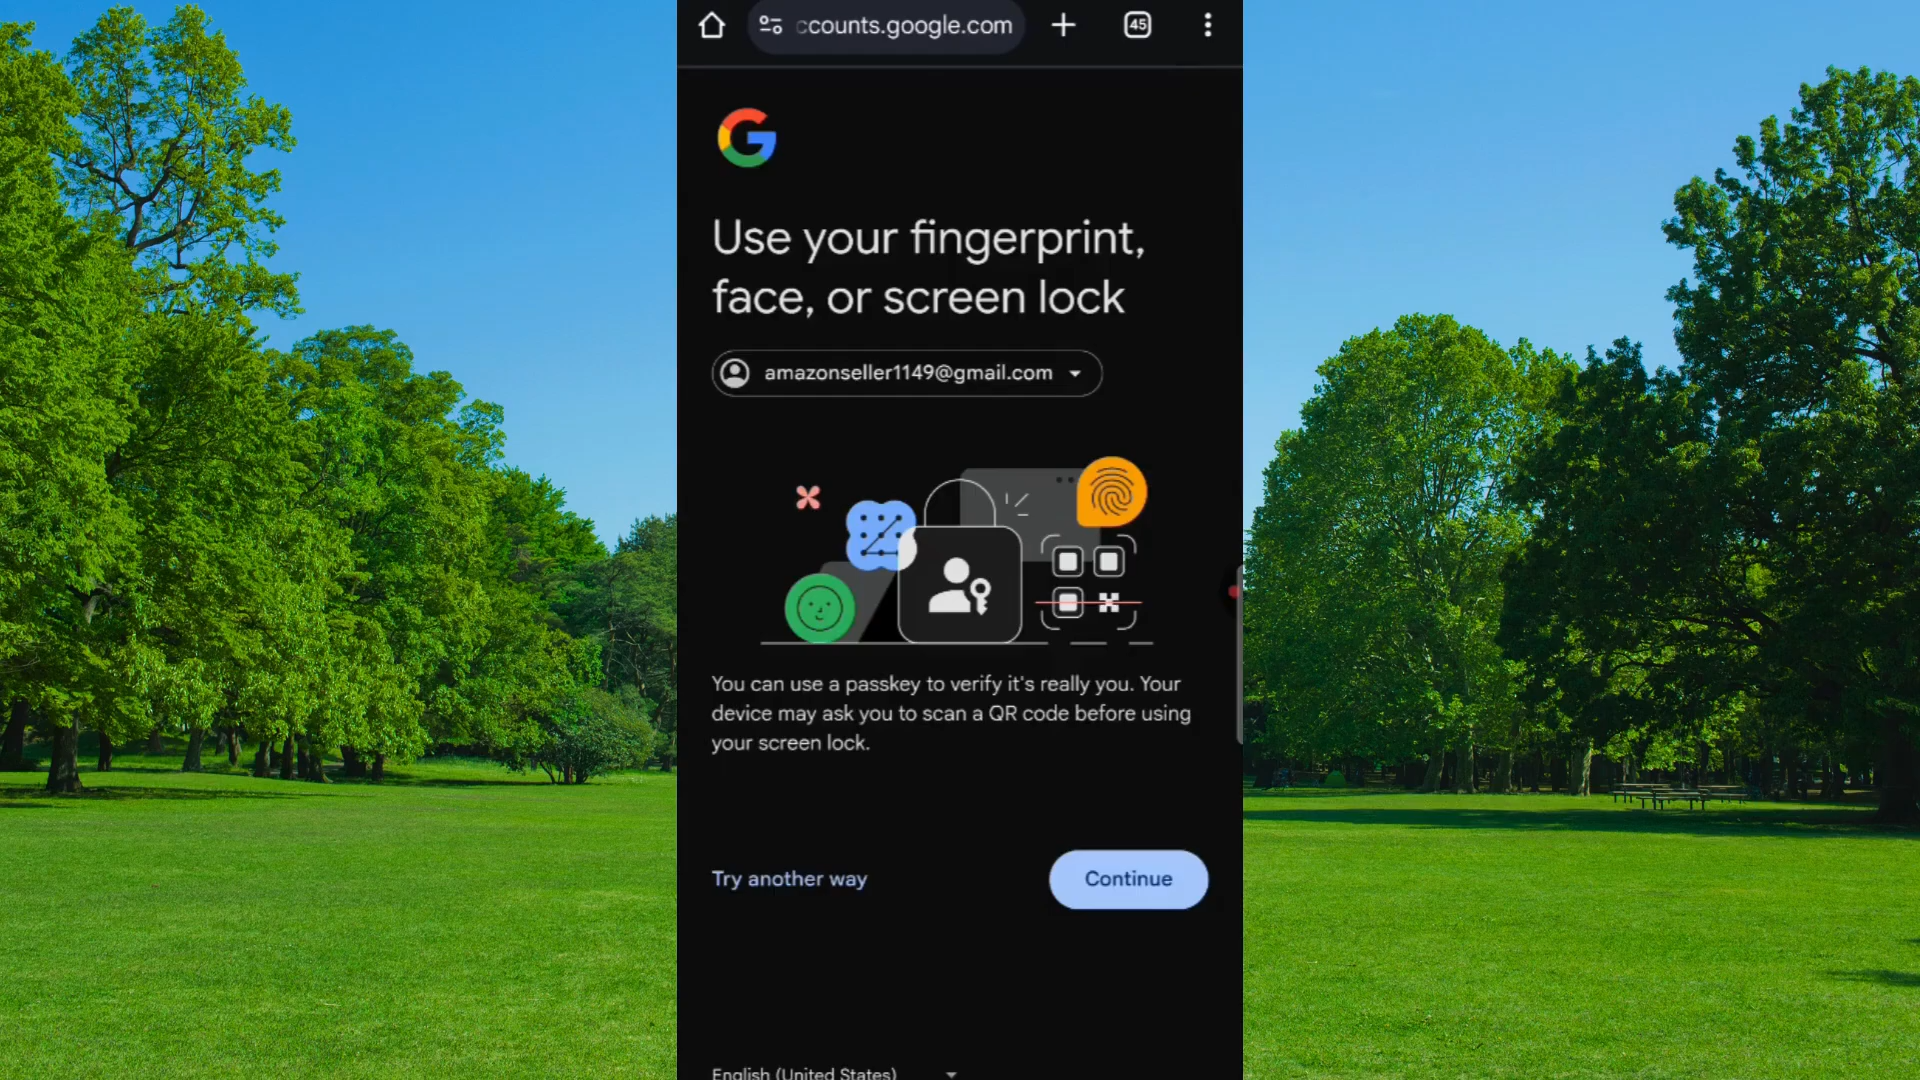 ccounts.google.com
45
Use your fingerprint,
face, or screen lock
amazonseller1149@gmail.com
You can use a passkey to verify it's really you. Your
device may ask you to scan a QR code before using
your screen lock.
Try another way
Continue
English (United States)